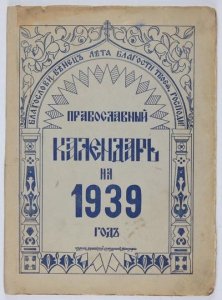 БЛАГОСЛОВИ ВѢНЕЦЪ ЛѢТА БЛАГОСТИ ТВОЕЯ, ГОСПОДИ
ПРАВОСЛАВНЫЙ
КАЛЕНДАРЬ
НА
1939
ГОДЪ